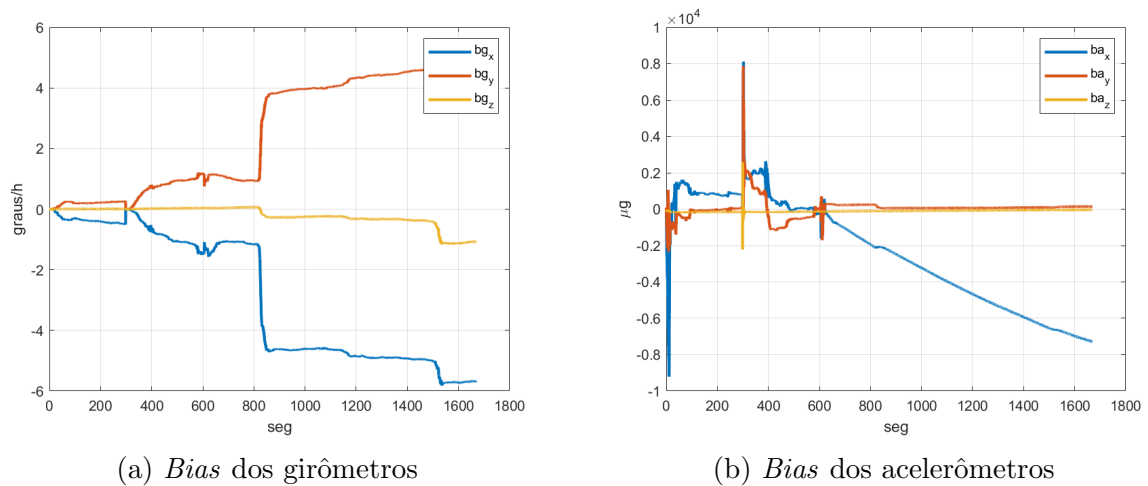 6
4
2
0
-2
-4
-6
graus/h
0 200 400 600 800 1000 1200 1400 1600 1800
seg
bg_x
bg_y
bg_z
(a) Bias dos girômetros
×10^4
1
0.8
0.6
0.4
0.2
0
-0.2
-0.4
-0.6
-0.8
-1
μg
0 200 400 600 800 1000 1200 1400 1600 1800
seg
ba_x
ba_y
ba_z
(b) Bias dos acelerômetros